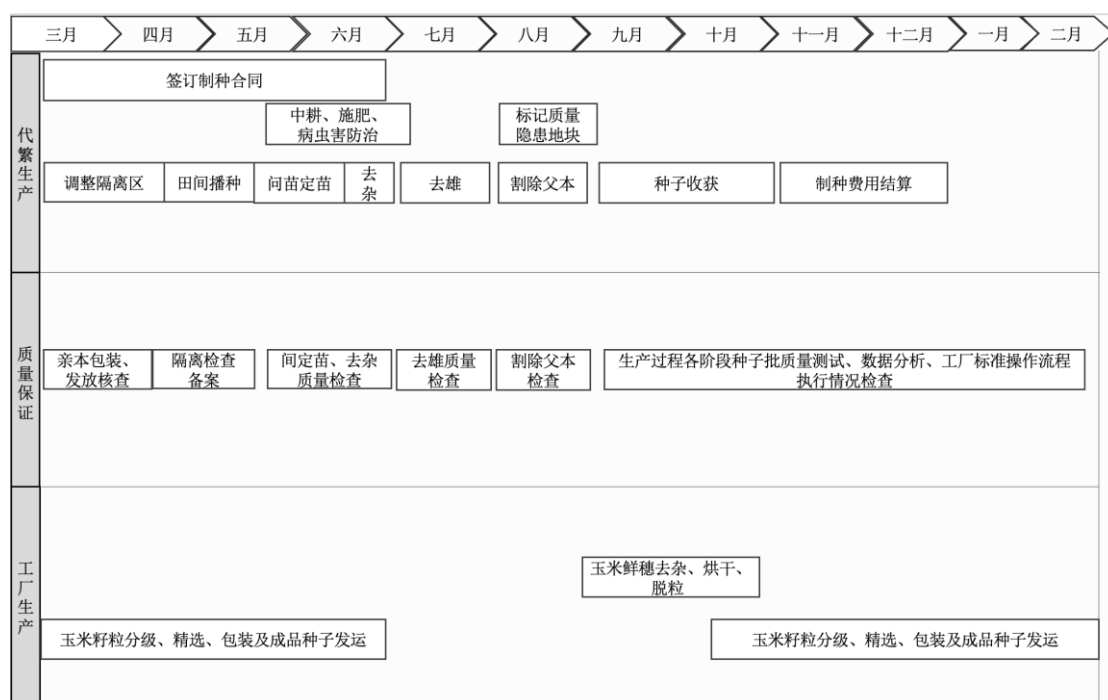 三月 四月 五月 六月 七月 八月 九月 十月 十一月 十二月 一月 二月
代繁生产
签订制种合同
中耕、施肥、
病虫害防治
标记质量
隐患地块
调整隔离区
田间播种
问苗定苗
去
杂
去雄
割除父本
种子收获
制种费用结算
质量保证
亲本包装、
发放核查
隔离检查
备案
间定苗、去杂
质量检查
去雄质量
检查
割除父本
检查
生产过程各阶段种子批质量测试、数据分析、工厂标准操作流程
执行情况检查
工厂生产
玉米鲜穗去杂、烘干、
脱粒
玉米籽粒分级、精选、包装及成品种子发运
玉米籽粒分级、精选、包装及成品种子发运